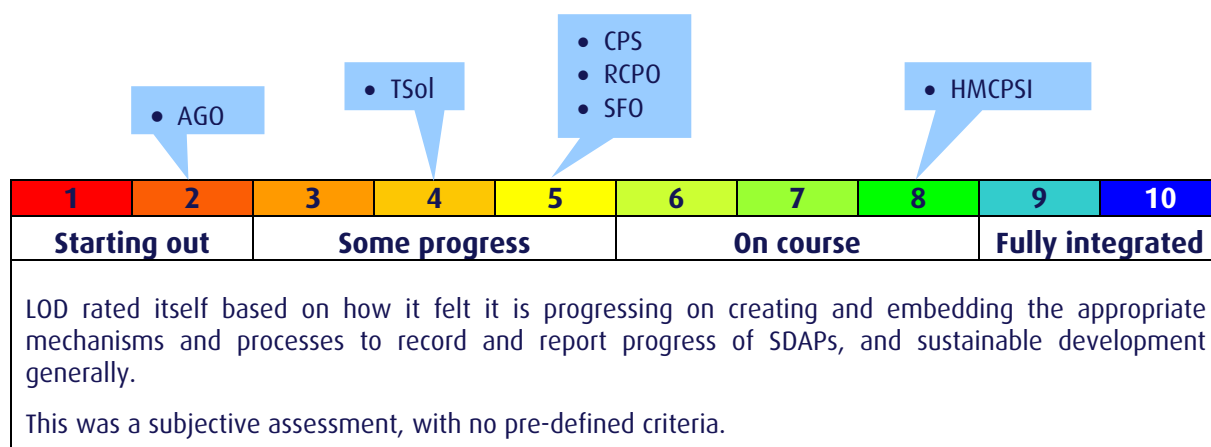 • CPS
• RCPO
• SFO
• TSol
• HMCPSI
• AGO
1 2 3 4 5 6 7 8 9 10
Starting out Some progress On course Fully integrated
LOD rated itself based on how it felt it is progressing on creating and embedding the appropriate
mechanisms and processes to record and report progress of SDAPs, and sustainable development
generally.
This was a subjective assessment, with no pre-defined criteria.